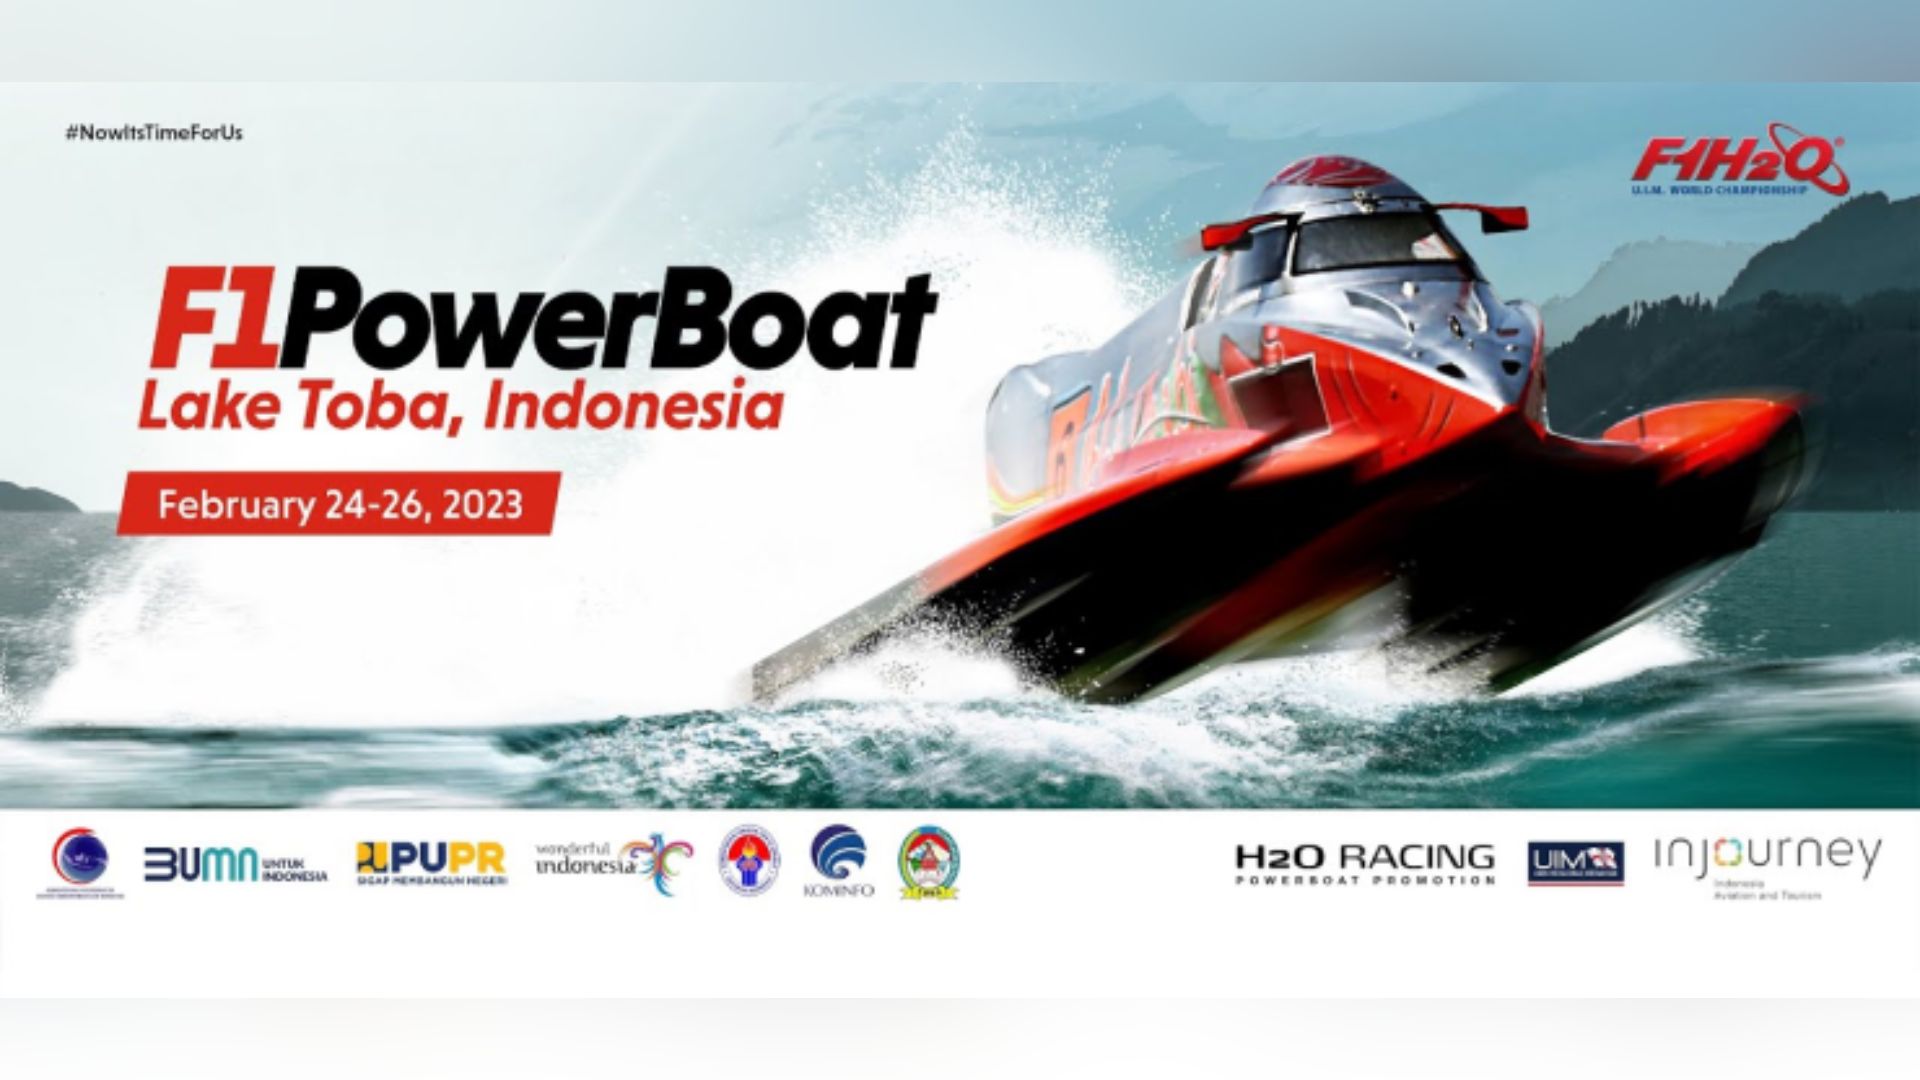 #NowItsTimeForUs
F1H2O
U.I.M. WORLD CHAMPIONSHIP
F1PowerBoat
Lake Toba, Indonesia
February 24-26, 2023
BUMN UNTUK INDONESIA
PUPR
SIGAP MEMBANGUN NEGERI
wonderful indonesia
KOMINFO
H2O RACING
POWERBOAT PROMOTION
UIM
injourney
Indonesia
Aviation and Tourism